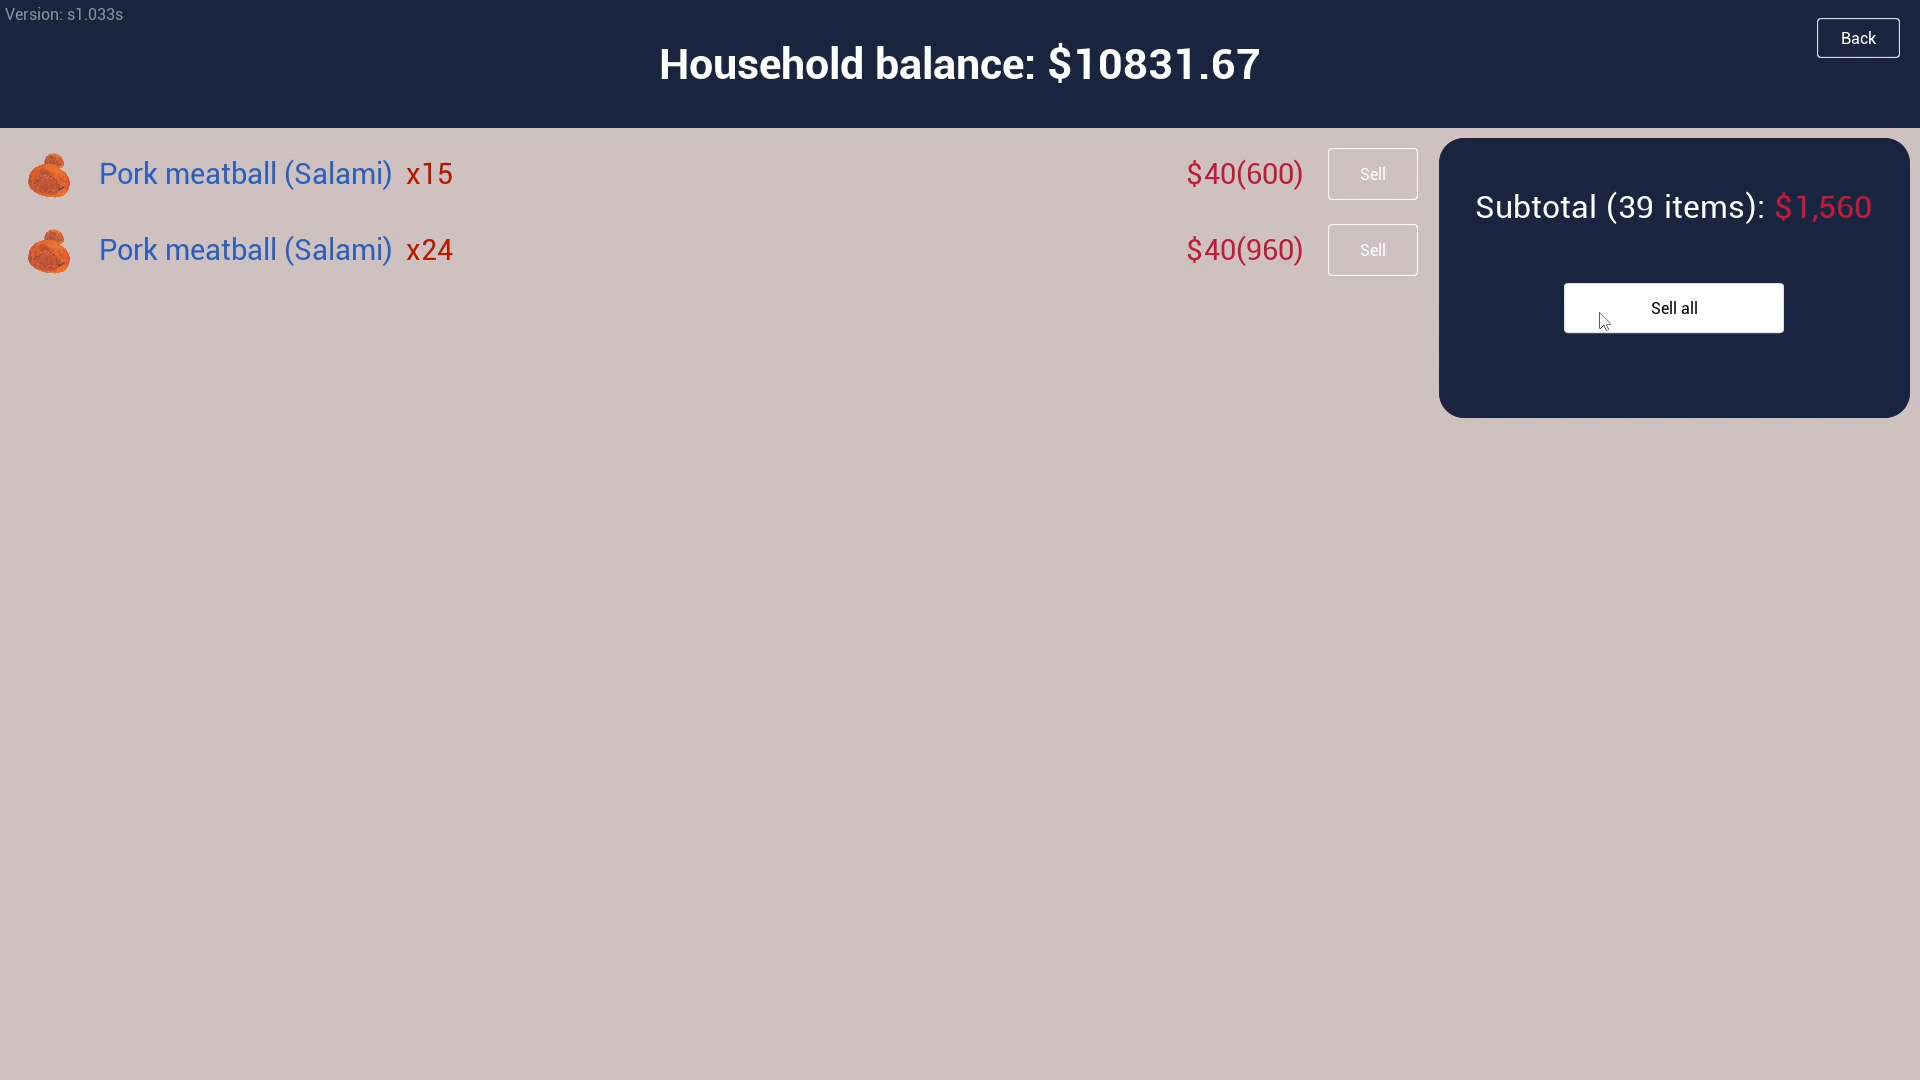 Version: s1.033s
Back
Household balance: $10831.67
Pork meatball (Salami) x15 $40(600) Sell
Pork meatball (Salami) x24 $40(960) Sell
Subtotal (39 items): $1,560
Sell all